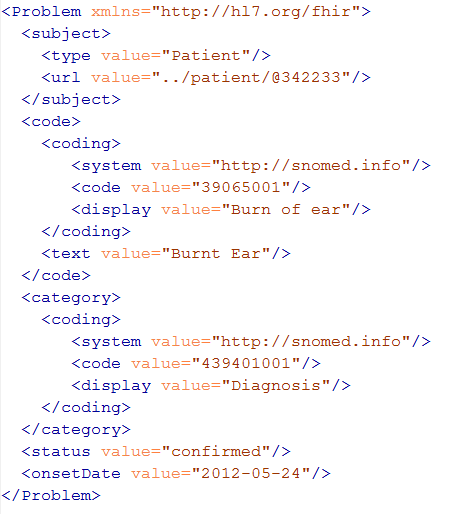 <Problem xmlns="http://hl7.org/fhir">
  <subject>
    <type value="Patient"/>
    <url value="../patient/@342233"/>
  </subject>
  <code>
    <coding>
       <system value="http://snomed.info"/>
       <code value="39065001"/>
       <display value="Burn of ear"/>
    </coding>
    <text value="Burnt Ear"/>
  </code>
  <category>
    <coding>
       <system value="http://snomed.info"/>
       <code value="439401001"/>
       <display value="Diagnosis"/>
    </coding>
  </category>
  <status value="confirmed"/>
  <onsetDate value="2012-05-24"/>
</Problem>